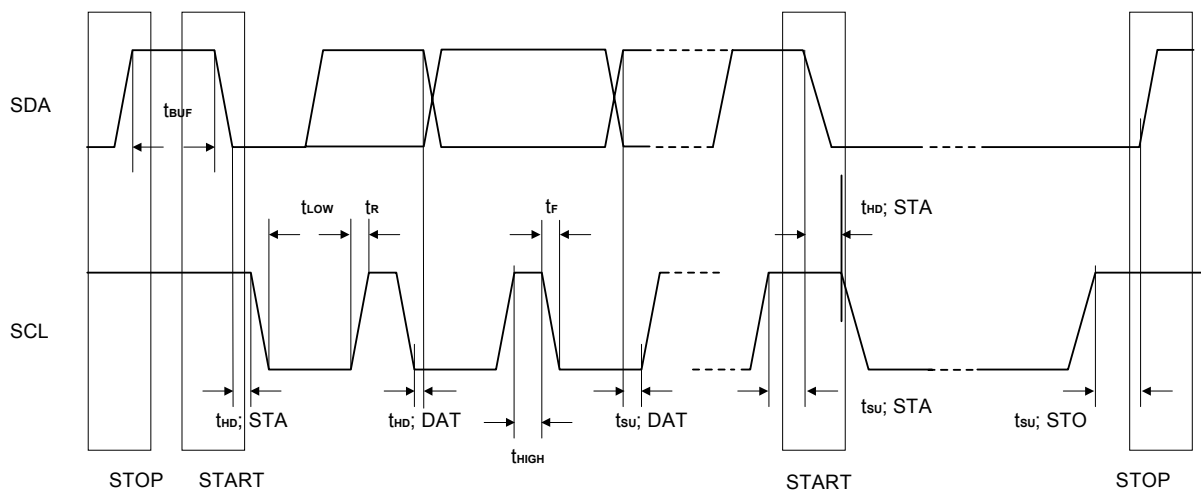 SDA
tBUF
tLOW
tR
tF
tHD; STA
SCL
tHD; STA
tHD; DAT
tHIGH
tSU; DAT
tSU; STA
tSU; STO
STOP
START
START
STOP